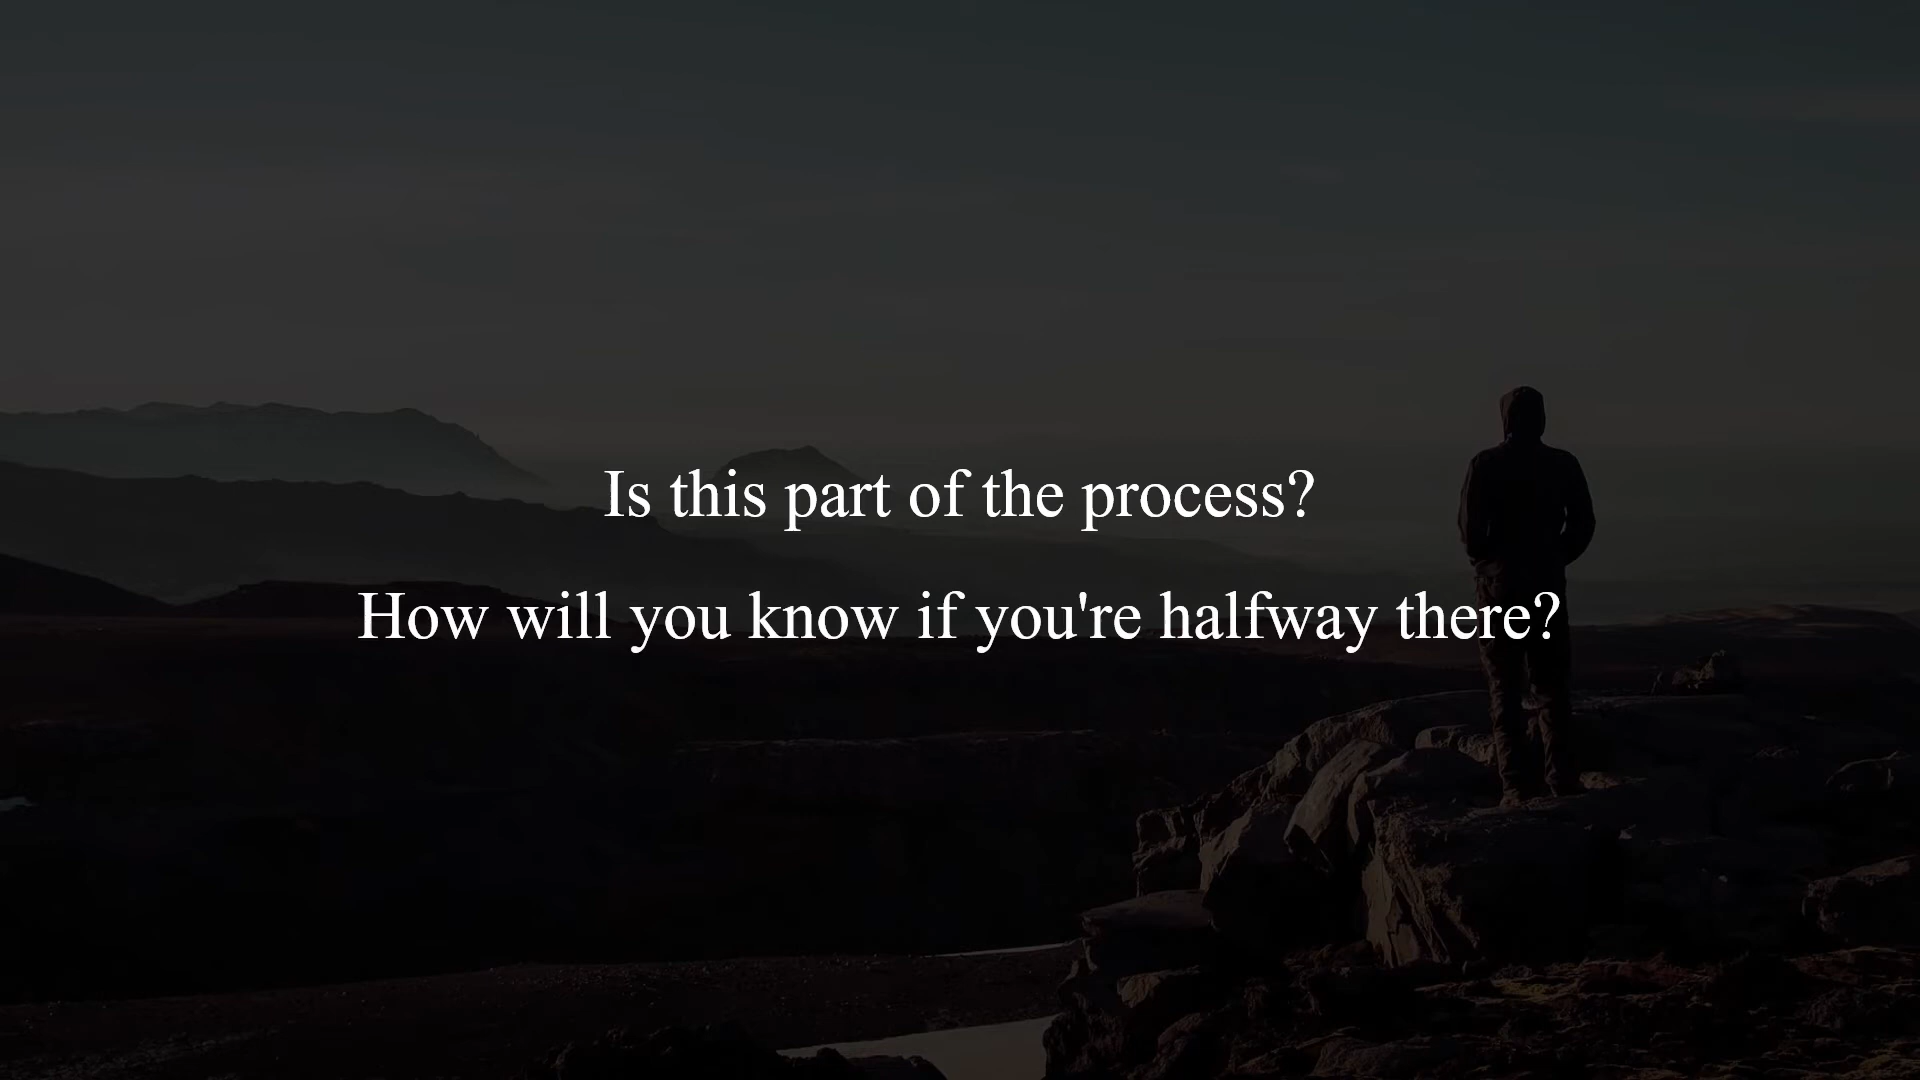 Is this part of the process?
How will you know if you're halfway there?